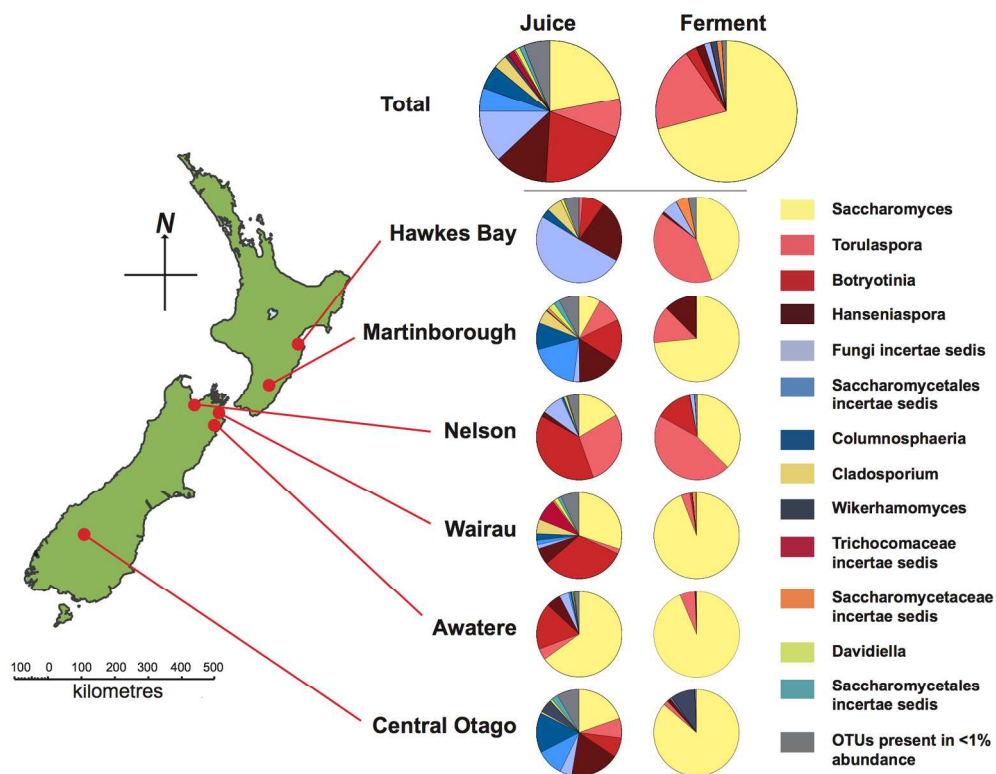 Juice
Ferment
Total
N
Hawkes Bay
Martinborough
Nelson
Wairau
Awatere
Central Otago
100 0 100 200 300 400 500
kilometres
Saccharomyces
Torulaspora
Botryotinia
Hanseniaspora
Fungi incertae sedis
Saccharomycetales
incertae sedis
Columnosphaeria
Cladosporium
Wikerhamomyces
Trichocomaceae
incertae sedis
Saccharomycetaceae
incertae sedis
Davidiella
Saccharomycetales
incertae sedis
OTUs present in <1%
abundance